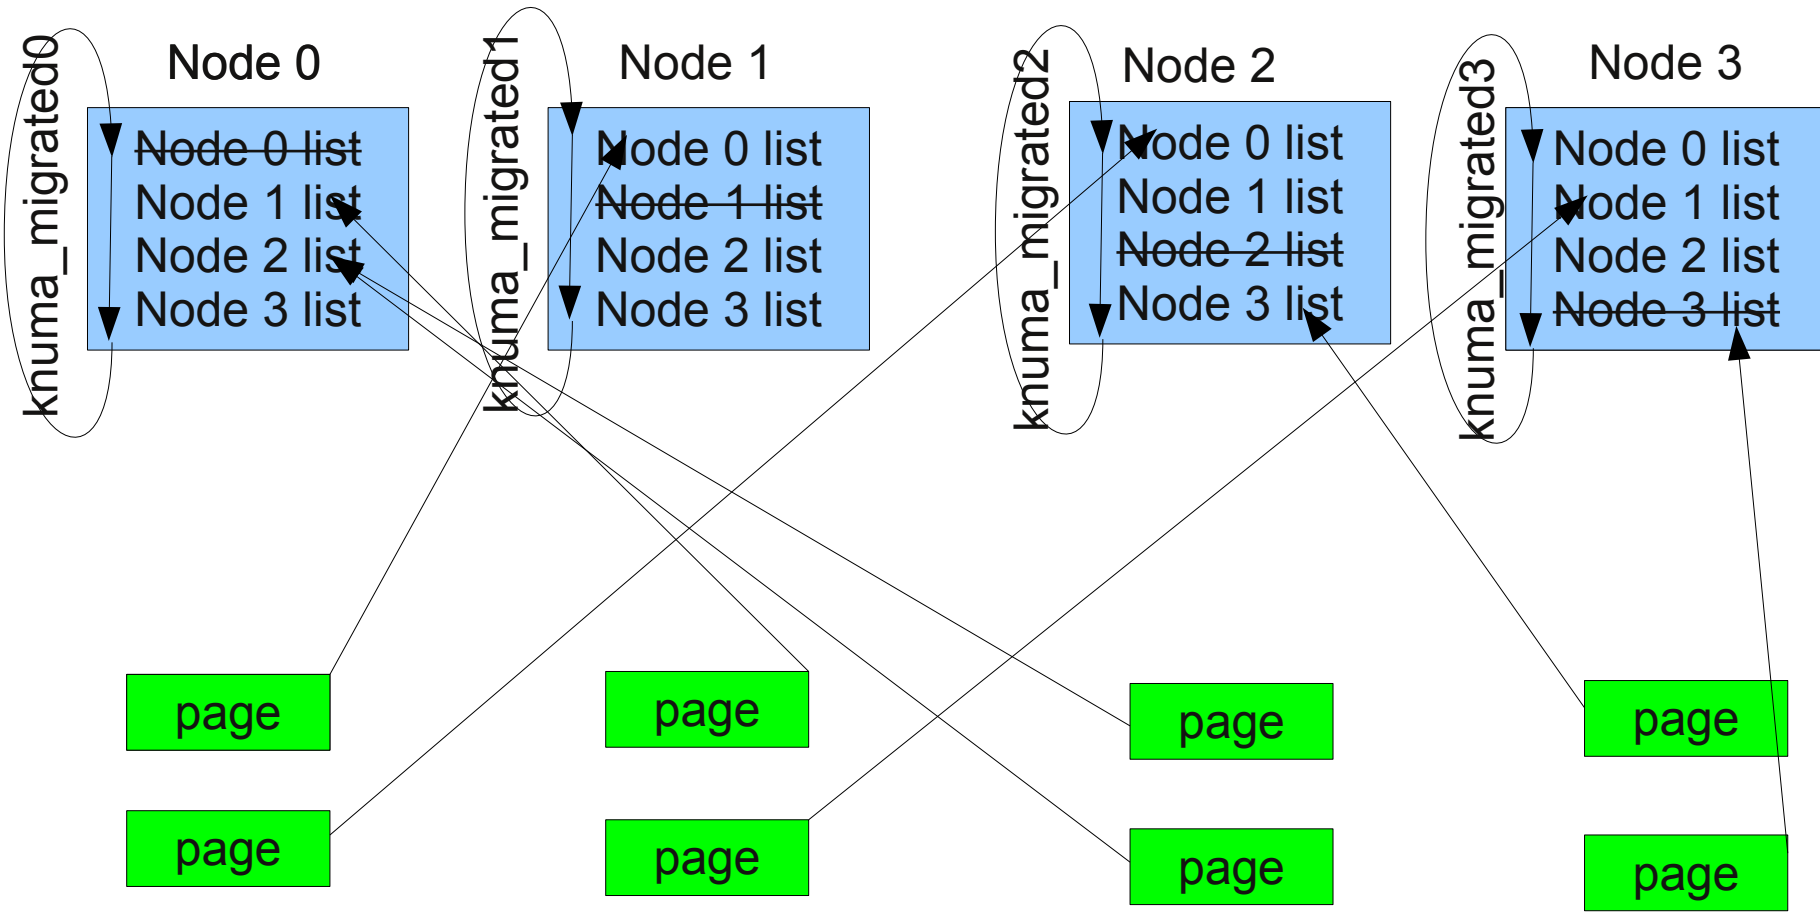 knuma_migrated0
Node 0
Node 0 list
Node 1 list
Node 2 list
Node 3 list
knuma_migrated1
Node 1
Node 0 list
Node 1 list
Node 2 list
Node 3 list
knuma_migrated2
Node 2
Node 0 list
Node 1 list
Node 2 list
Node 3 list
knuma_migrated3
Node 3
Node 0 list
Node 1 list
Node 2 list
Node 3 list
page
page
page
page
page
page
page
page